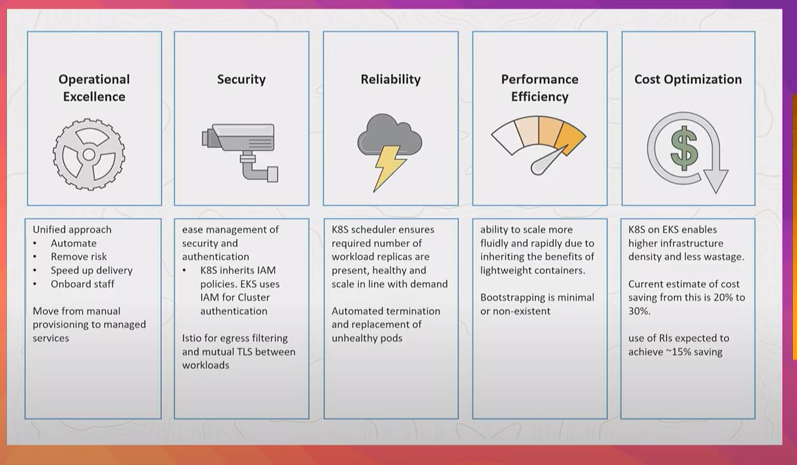 Operational
Excellence
Security
Reliability
Performance
Efficiency
Cost Optimization
$
Unified approach
• Automate
• Remove risk
• Speed up delivery
• Onboard staff
Move from manual
provisioning to managed
services
ease management of
security and
authentication
• K8S inherits IAM
policies. EKS uses
IAM for Cluster
authentication
Istio for egress filtering
and mutual TLS between
workloads
K8S scheduler ensures
required number of
workload replicas are
present, healthy and
scale in line with demand
Automated termination
and replacement of
unhealthy pods
ability to scale more
fluidly and rapidly due to
inheriting the benefits of
lightweight containers.
Bootstrapping is minimal
or non-existent
K8S on EKS enables
higher infrastructure
density and less wastage.
Current estimate of cost
saving from this is 20% to
30%.
use of RIs expected to
achieve ~15% saving